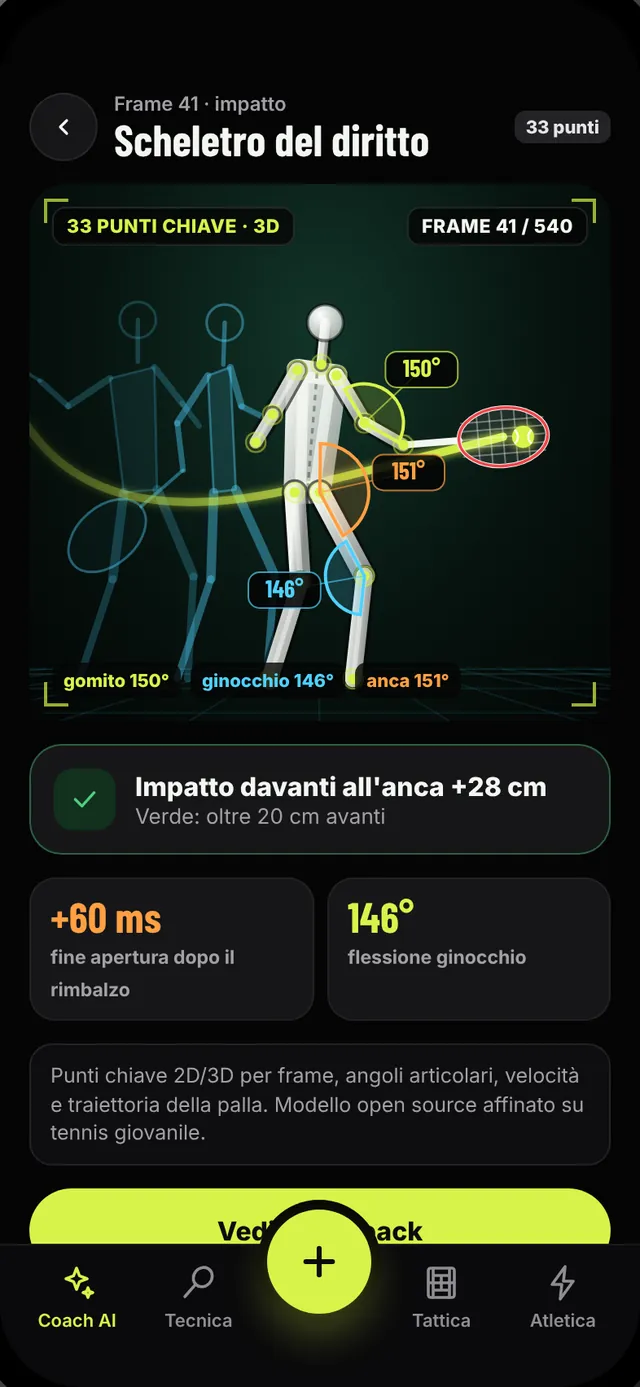 Frame 41 · impatto
Scheletro del diritto
33 punti
33 PUNTI CHIAVE · 3D
FRAME 41 / 540
150°
151°
146°
gomito 150°
ginocchio 146°
anca 151°
Impatto davanti all'anca +28 cm
Verde: oltre 20 cm avanti
+60 ms
fine apertura dopo il
rimbalzo
146°
flessione ginocchio
Punti chiave 2D/3D per frame, angoli articolari, velocità
e traiettoria della palla. Modello open source affinato su
tennis giovanile.
Coach AI
Tecnica
Tattica
Atletica